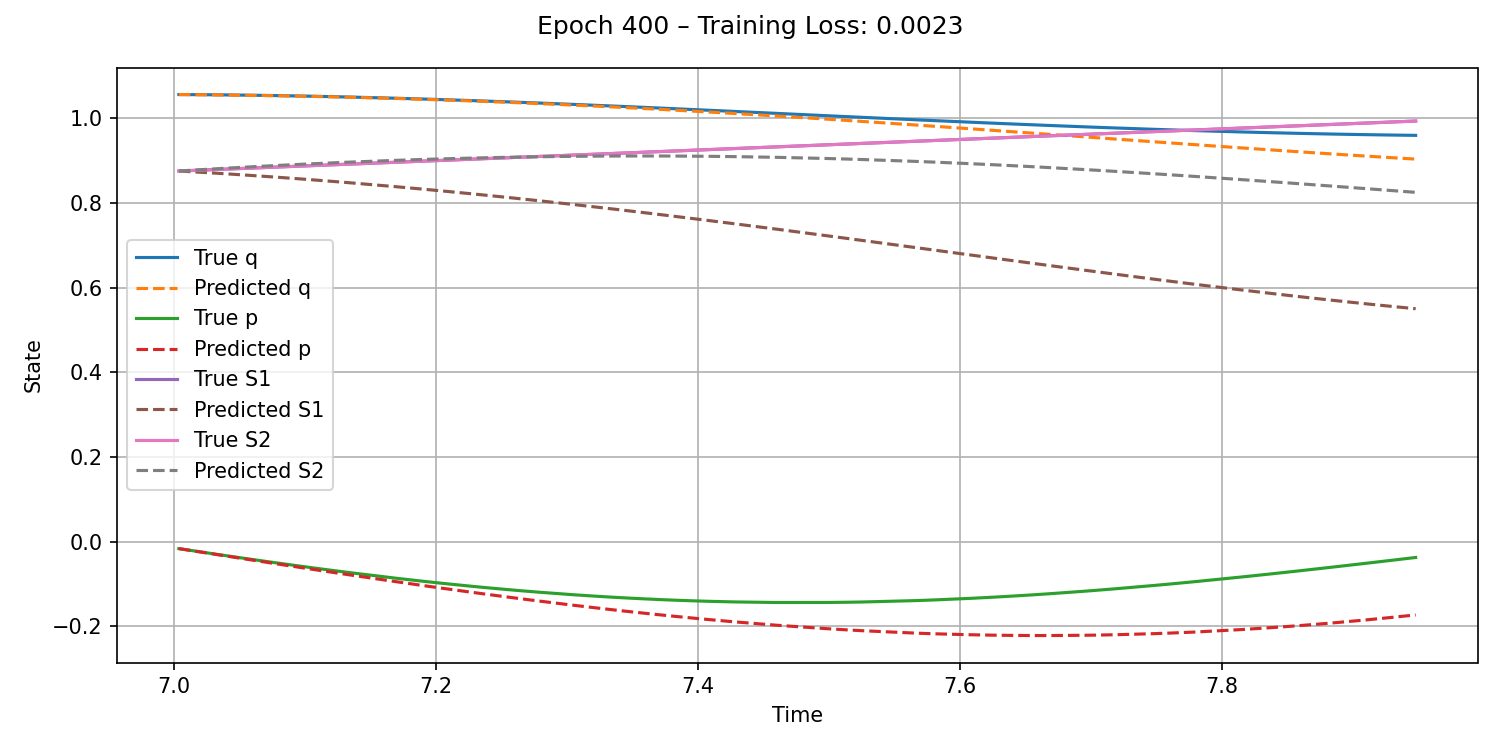 Epoch 400 – Training Loss: 0.0023
1.0
0.8
0.6
0.4
0.2
0.0
−0.2
State
True q
Predicted q
True p
Predicted p
True S1
Predicted S1
True S2
Predicted S2
7.0 7.2 7.4 7.6 7.8
Time